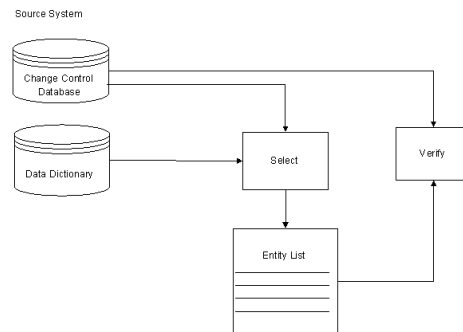 Source System
Change Control
Database
Data Dictionary
Select
Verify
Entity List